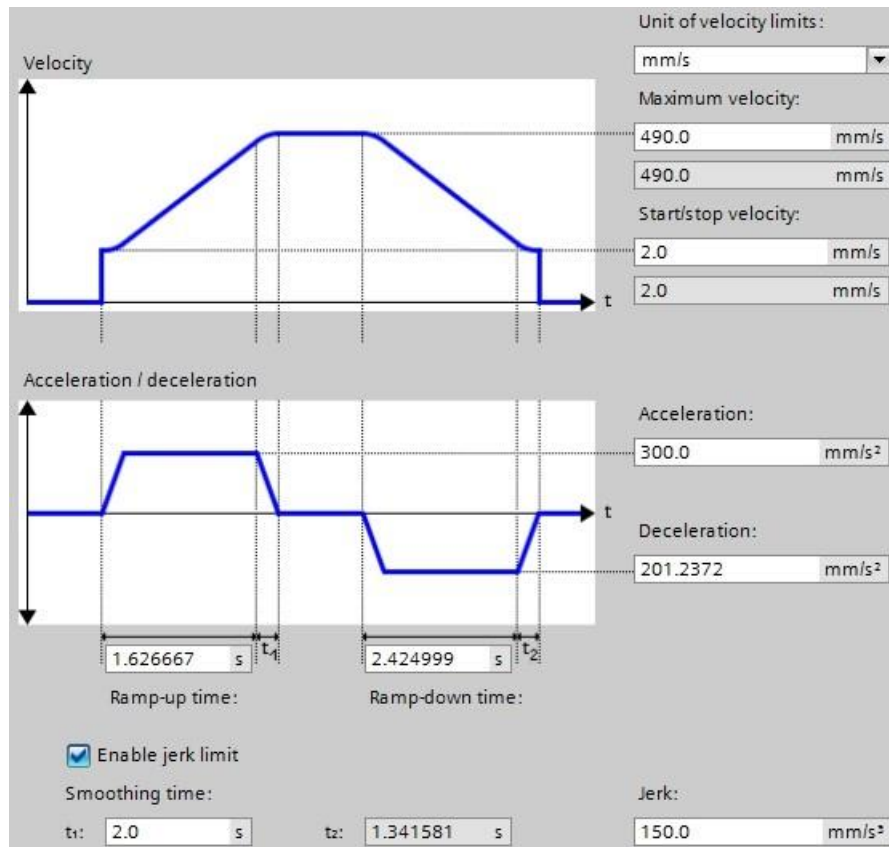 Unit of velocity limits:
Velocity
mm/s
Maximum velocity:
490.0 mm/s
490.0 mm/s
Start/stop velocity:
2.0 mm/s
t
2.0 mm/s
Acceleration / deceleration
Acceleration:
300.0 mm/s²
t
Deceleration:
201.2372 mm/s²
1.626667 s t₁ 2.424999 s t₂
Ramp-up time: Ramp-down time:
Enable jerk limit
Smoothing time: Jerk:
t₁: 2.0 s t₂: 1.341581 s 150.0 mm/s³